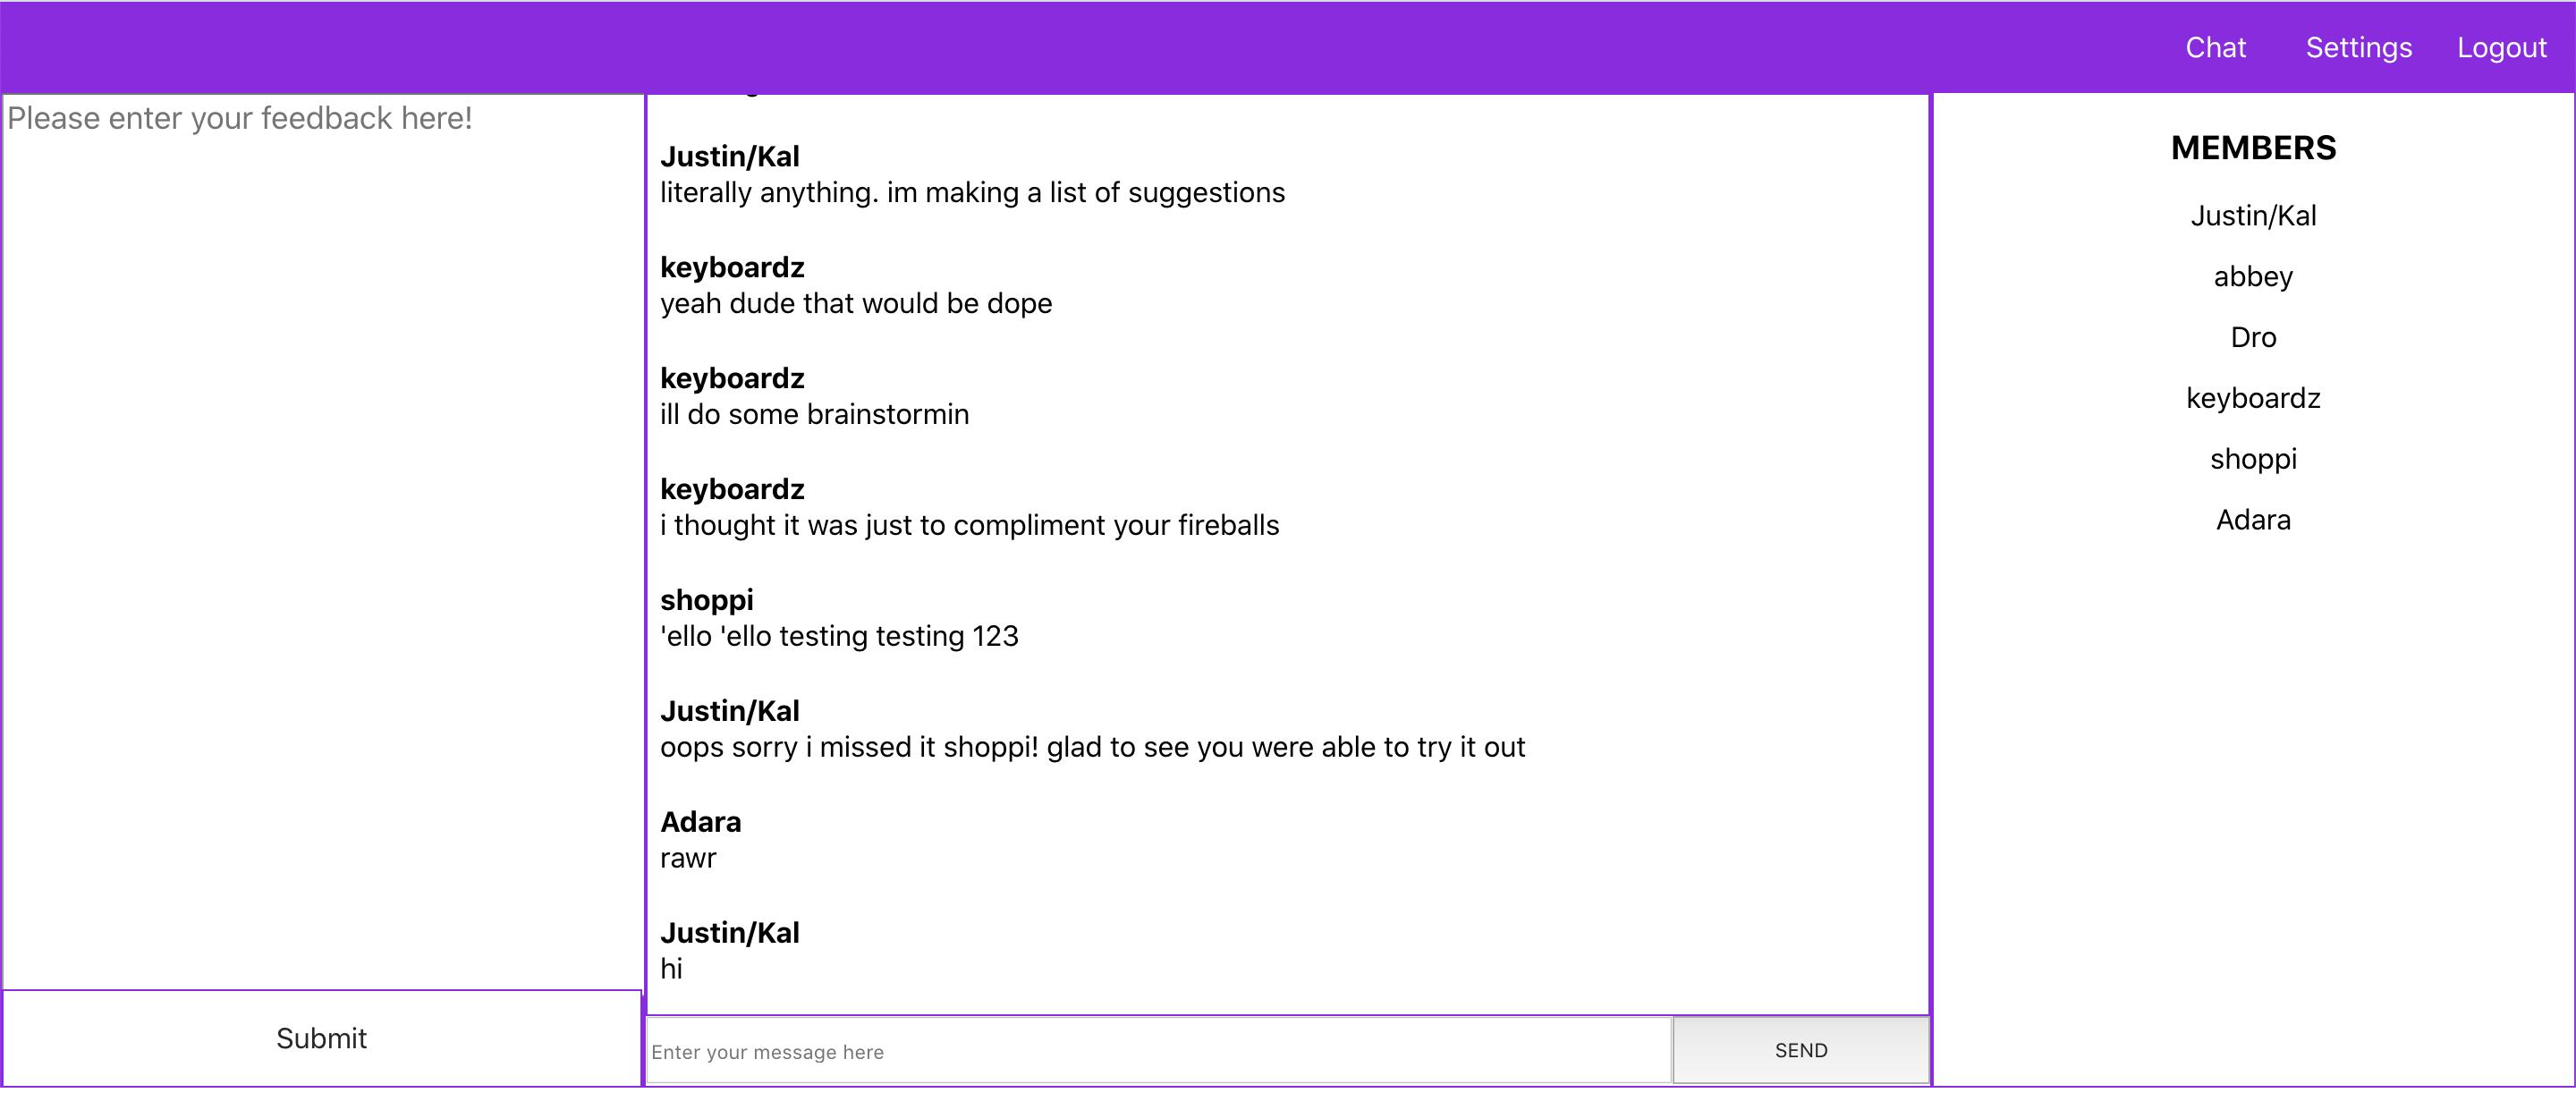 Chat Settings Logout
Please enter your feedback here!
Submit
Justin/Kal
literally anything. im making a list of suggestions
keyboardz
yeah dude that would be dope
keyboardz
ill do some brainstormin
keyboardz
i thought it was just to compliment your fireballs
shoppi
'ello 'ello testing testing 123
Justin/Kal
oops sorry i missed it shoppi! glad to see you were able to try it out
Adara
rawr
Justin/Kal
hi
Enter your message here
SEND
MEMBERS
Justin/Kal
abbey
Dro
keyboardz
shoppi
Adara